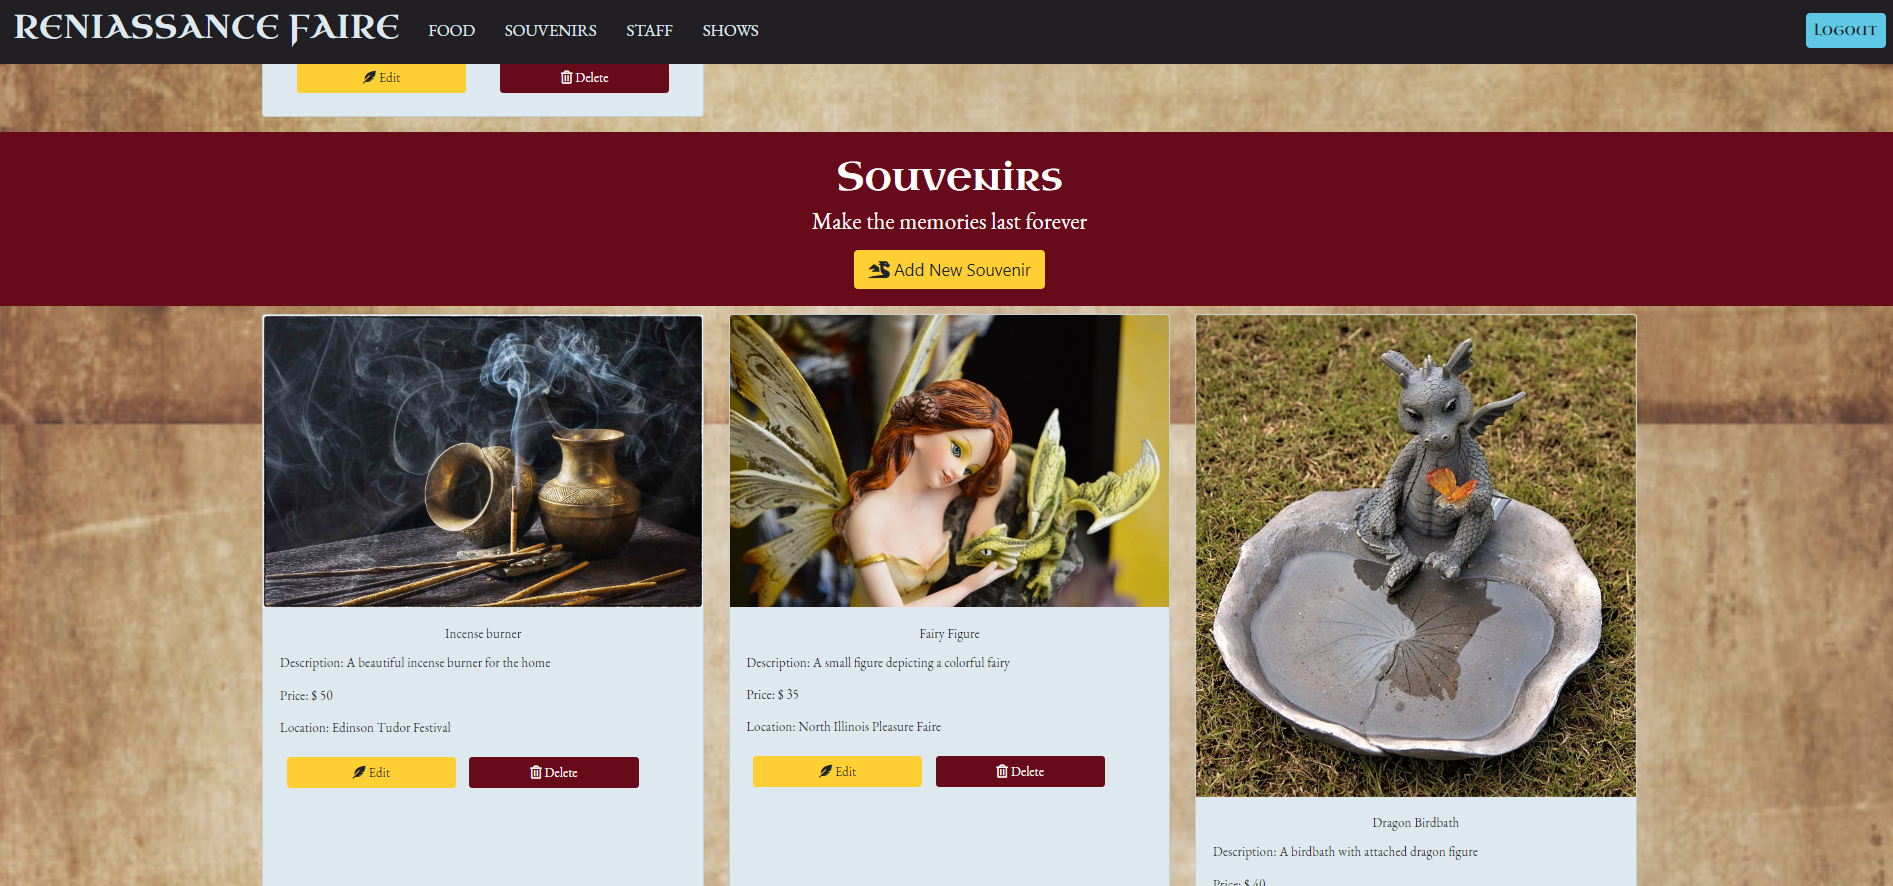 RENIASSANCE FAIRE
FOOD
SOUVENIRS
STAFF
SHOWS
Logout
Edit
Delete
Souvenirs
Make the memories last forever
Add New Souvenir
Incense burner
Description: A beautiful incense burner for the home
Price: $ 50
Location: Edinson Tudor Festival
Edit
Delete
Fairy Figure
Description: A small figure depicting a colorful fairy
Price: $ 35
Location: North Illinois Pleasure Faire
Edit
Delete
Dragon Birdbath
Description: A birdbath with attached dragon figure
Price: $ 40